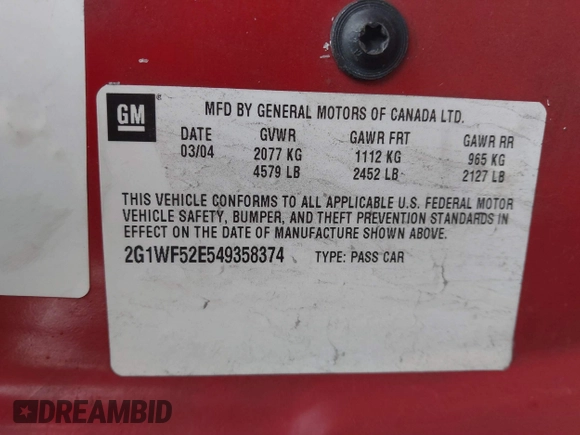 GM
MFD BY GENERAL MOTORS OF CANADA LTD.
DATE GVWR GAWR FRT GAWR RR
03/04 2077 KG 1112 KG 965 KG
4579 LB 2452 LB 2127 LB
THIS VEHICLE CONFORMS TO ALL APPLICABLE U.S. FEDERAL MOTOR
VEHICLE SAFETY, BUMPER, AND THEFT PREVENTION STANDARDS IN
EFFECT ON THE DATE OF MANUFACTURE SHOWN ABOVE.
2G1WF52E549358374 TYPE: PASS CAR
DREAMBID